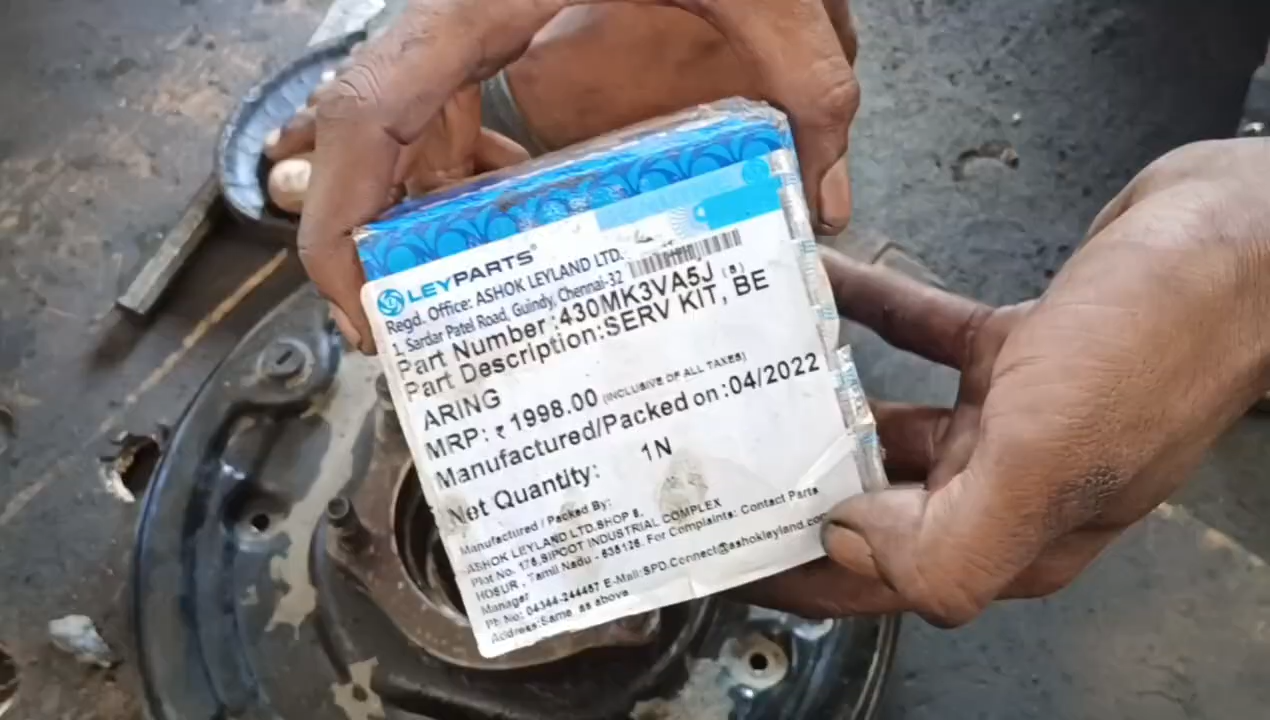 LEYPARTS®
Regd. Office: ASHOK LEYLAND LTD.
1, Sardar Patel Road, Guindy, Chennai-32
Part Number :430MK3VA5J (B)
Part Description:SERV KIT, BE
ARING
MRP: ₹ 1998.00 (INCLUSIVE OF ALL TAXES)
Manufactured/Packed on:04/2022
Net Quantity: 1N
Manufactured / Packed By:
ASHOK LEYLAND LTD.SHOP 8,
Plot No. 176,SIPCOT INDUSTRIAL COMPLEX
HOSUR , Tamil Nadu - 635126. For Complaints: Contact Parts
Manager
Ph No: 04344-244487 E-Mail:SPD.Connect@ashokleyland.com
Address:Same as above